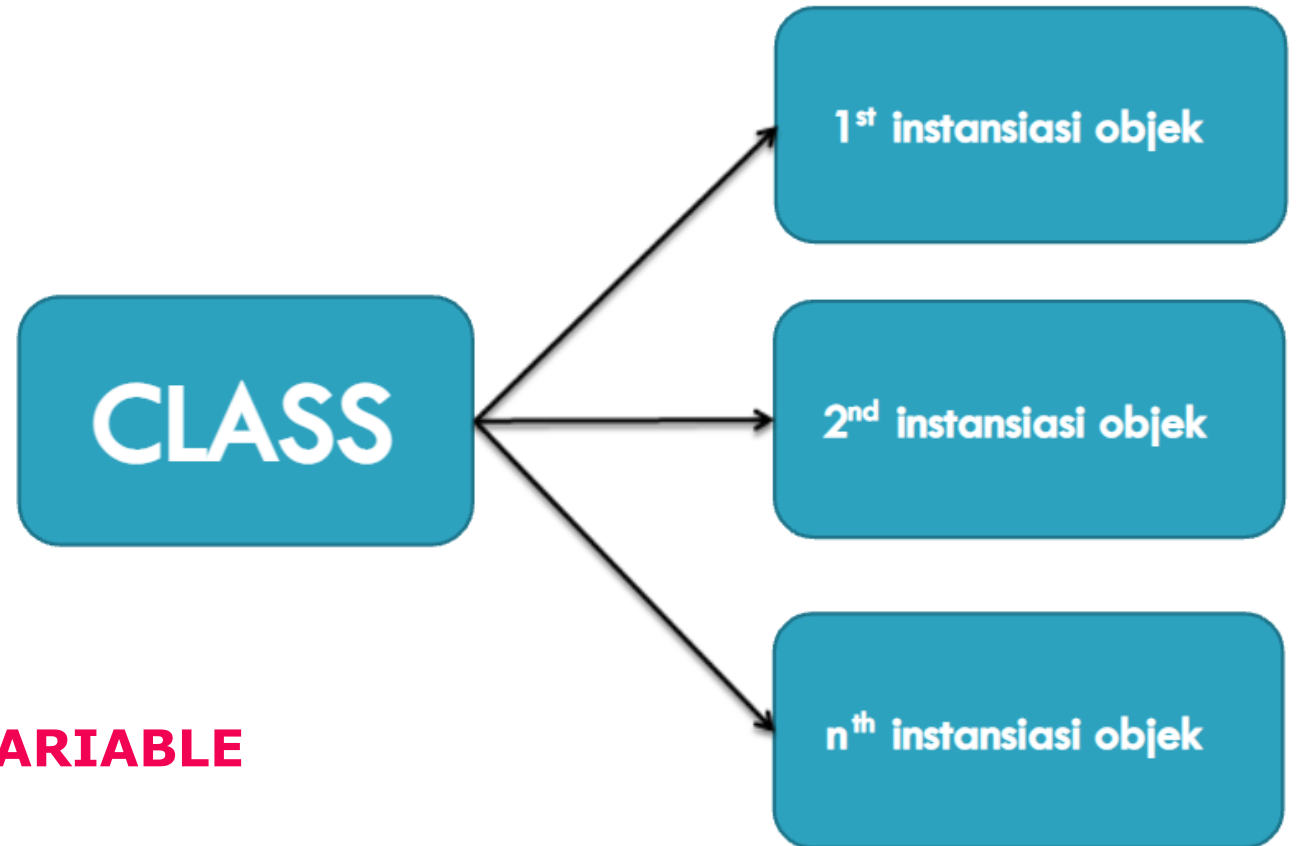 1st instansiasi objek
CLASS
2nd instansiasi objek
ARIABLE
nth instansiasi objek